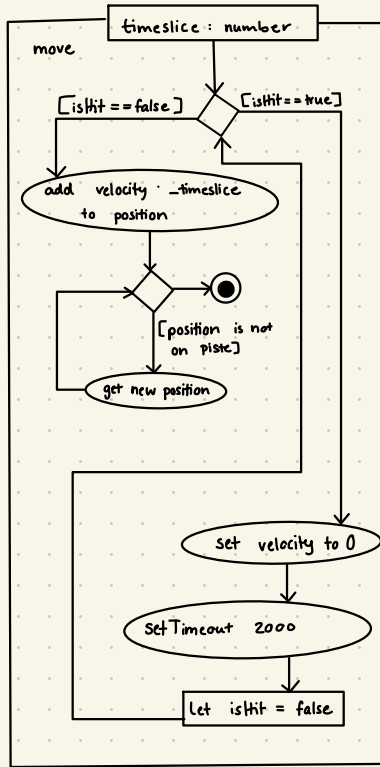 timeslice : number
move
[isHit == false]
[isHit == true]
add velocity · _timeslice
to position
[position is not
on piste]
get new position
set velocity to 0
setTimeout 2000
let isHit = false